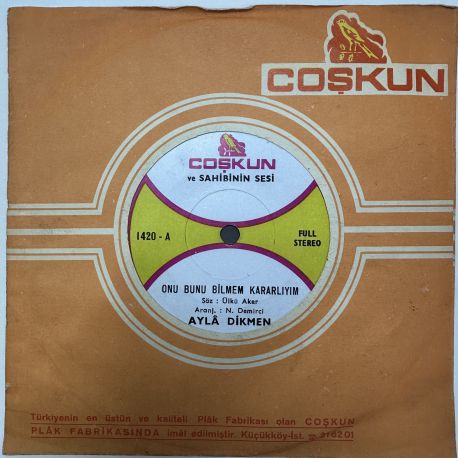 COŞKUN
COŞKUN
ve SAHİBİNİN SESİ
1420 - A
FULL
STEREO
ONU BUNU BİLMEM KARARLIYIM
Söz : Ülkü Aker
Aranj. : N. Demirci
AYLÂ DİKMEN
Türkiyenin en üstün ve kaliteli Plâk Fabrikası olan COŞKUN
PLÂK FABRİKASINDA imâl edilmiştir. Küçükköy-İst.